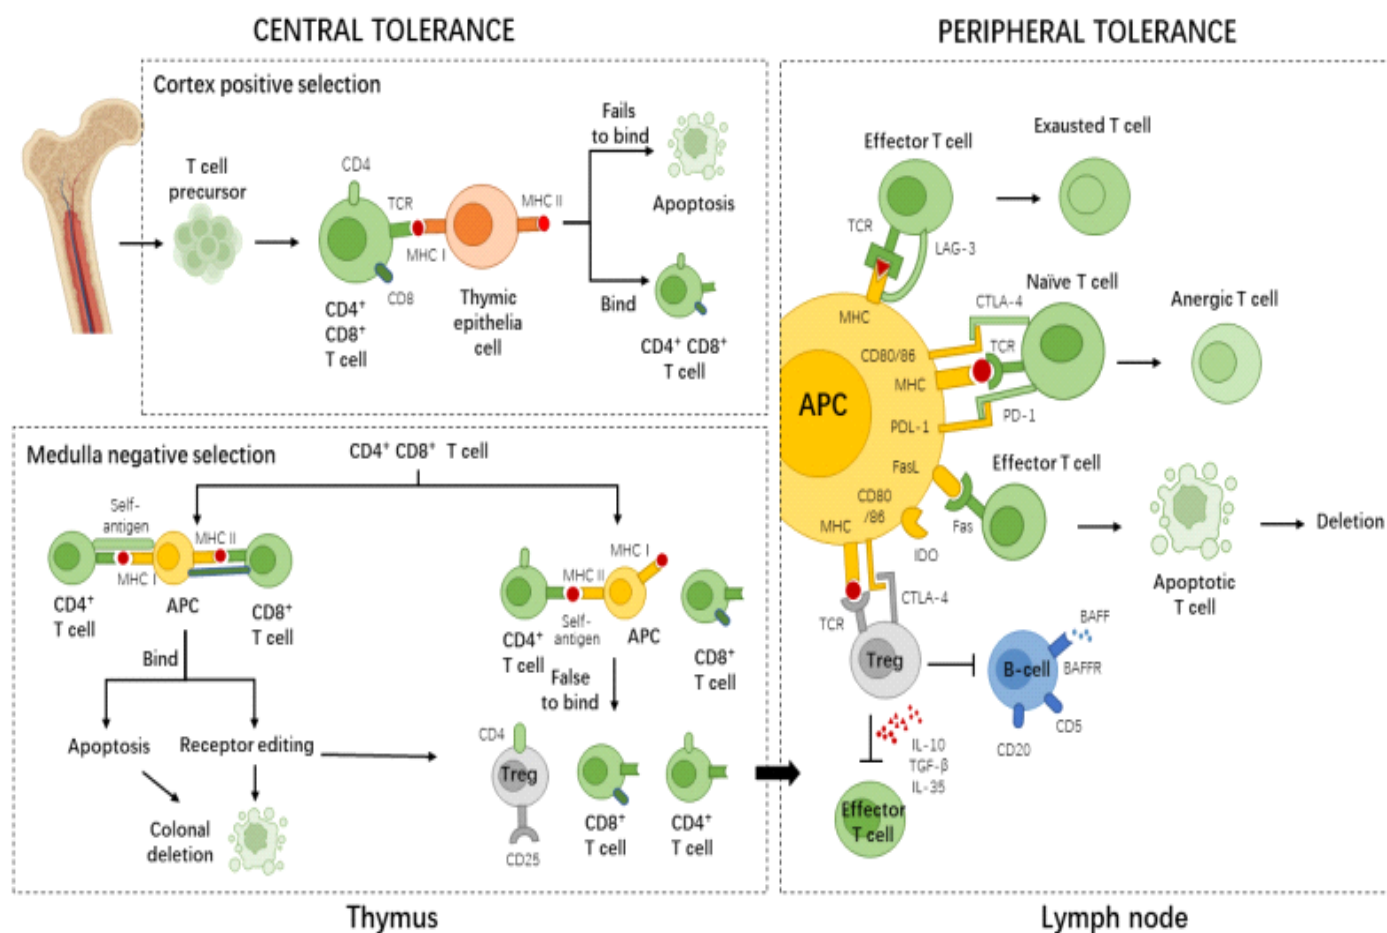 CENTRAL TOLERANCE
Cortex positive selection
T cell
precursor
CD4
TCR
MHC I
CD8
CD4⁺
CD8⁺
T cell
MHC II
Thymic
epithelia
cell
Fails
to bind
Apoptosis
Bind
CD4⁺ CD8⁺
T cell
Medulla negative selection
CD4⁺ CD8⁺ T cell
Self-
antigen
MHC II
MHC I
CD4⁺
T cell
APC
CD8⁺
T cell
Bind
Apoptosis
Receptor editing
Colonal
deletion
MHC I
MHC II
Self-
antigen
CD4⁺
T cell
APC
CD8⁺
T cell
False
to bind
CD4
Treg
CD25
CD8⁺
T cell
CD4⁺
T cell
Thymus
PERIPHERAL TOLERANCE
Effector T cell
Exausted T cell
TCR
LAG-3
MHC
Naïve T cell
CTLA-4
Anergic T cell
CD80/86
TCR
MHC
APC
PD-1
PDL-1
FasL
Effector T cell
CD80
/86
MHC
Fas
IDO
Deletion
Apoptotic
T cell
CTLA-4
TCR
Treg
BAFF
B-cell
BAFFR
CD5
CD20
IL-10
TGF-β
IL-35
Effector
T cell
Lymph node